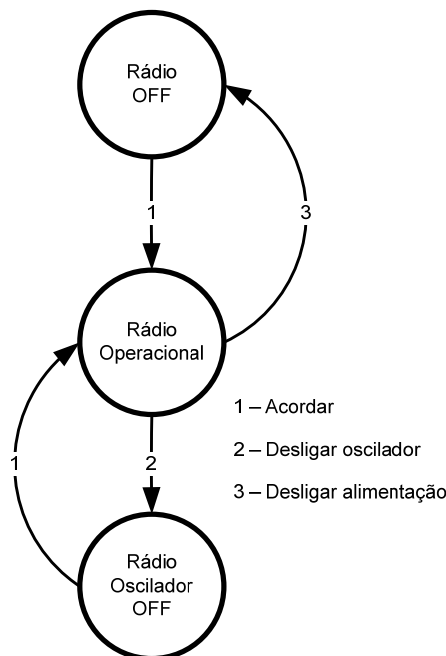 Rádio
OFF
1
3
Rádio
Operacional
1 – Acordar
2 – Desligar oscilador
3 – Desligar alimentação
1
2
Rádio
Oscilador
OFF